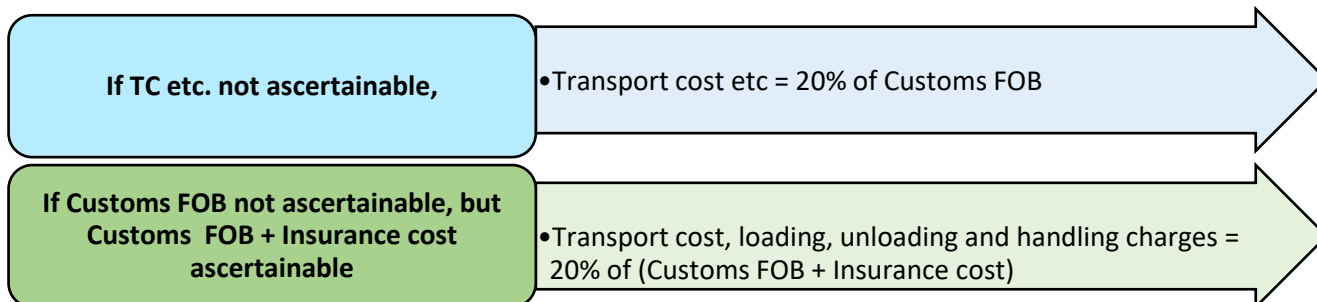 If TC etc. not ascertainable,
•Transport cost etc = 20% of Customs FOB
If Customs FOB not ascertainable, but
Customs FOB + Insurance cost
ascertainable
•Transport cost, loading, unloading and handling charges =
20% of (Customs FOB + Insurance cost)